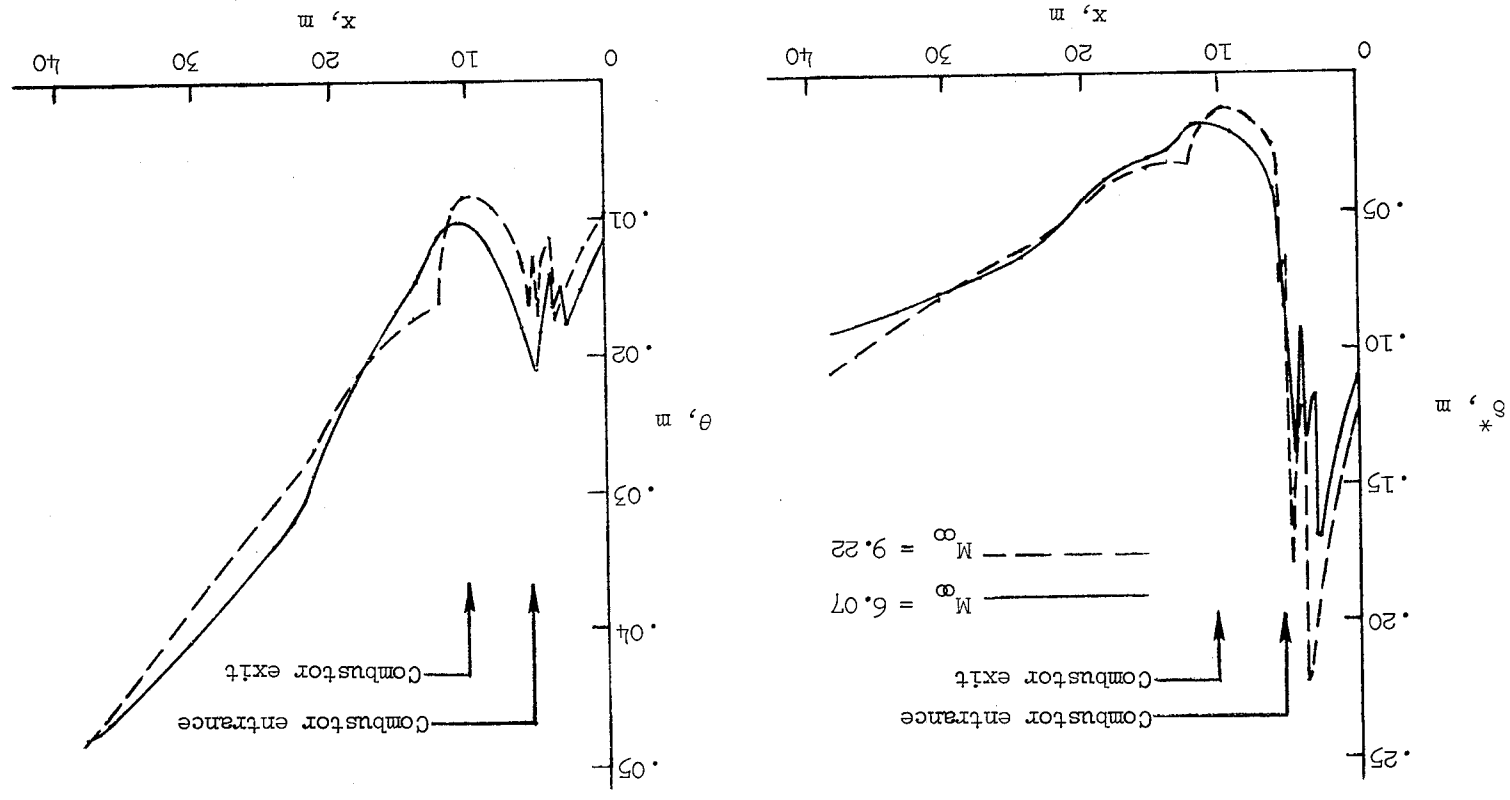 .25
Combustor entrance
Combustor exit
.20
M∞ = 6.07
M∞ = 9.22
.15
δ*, m
.10
.05
0 10 20 30 40
x, m
.05
Combustor entrance
Combustor exit
.04
.03
θ, m
.02
.01
0 10 20 30 40
x, m